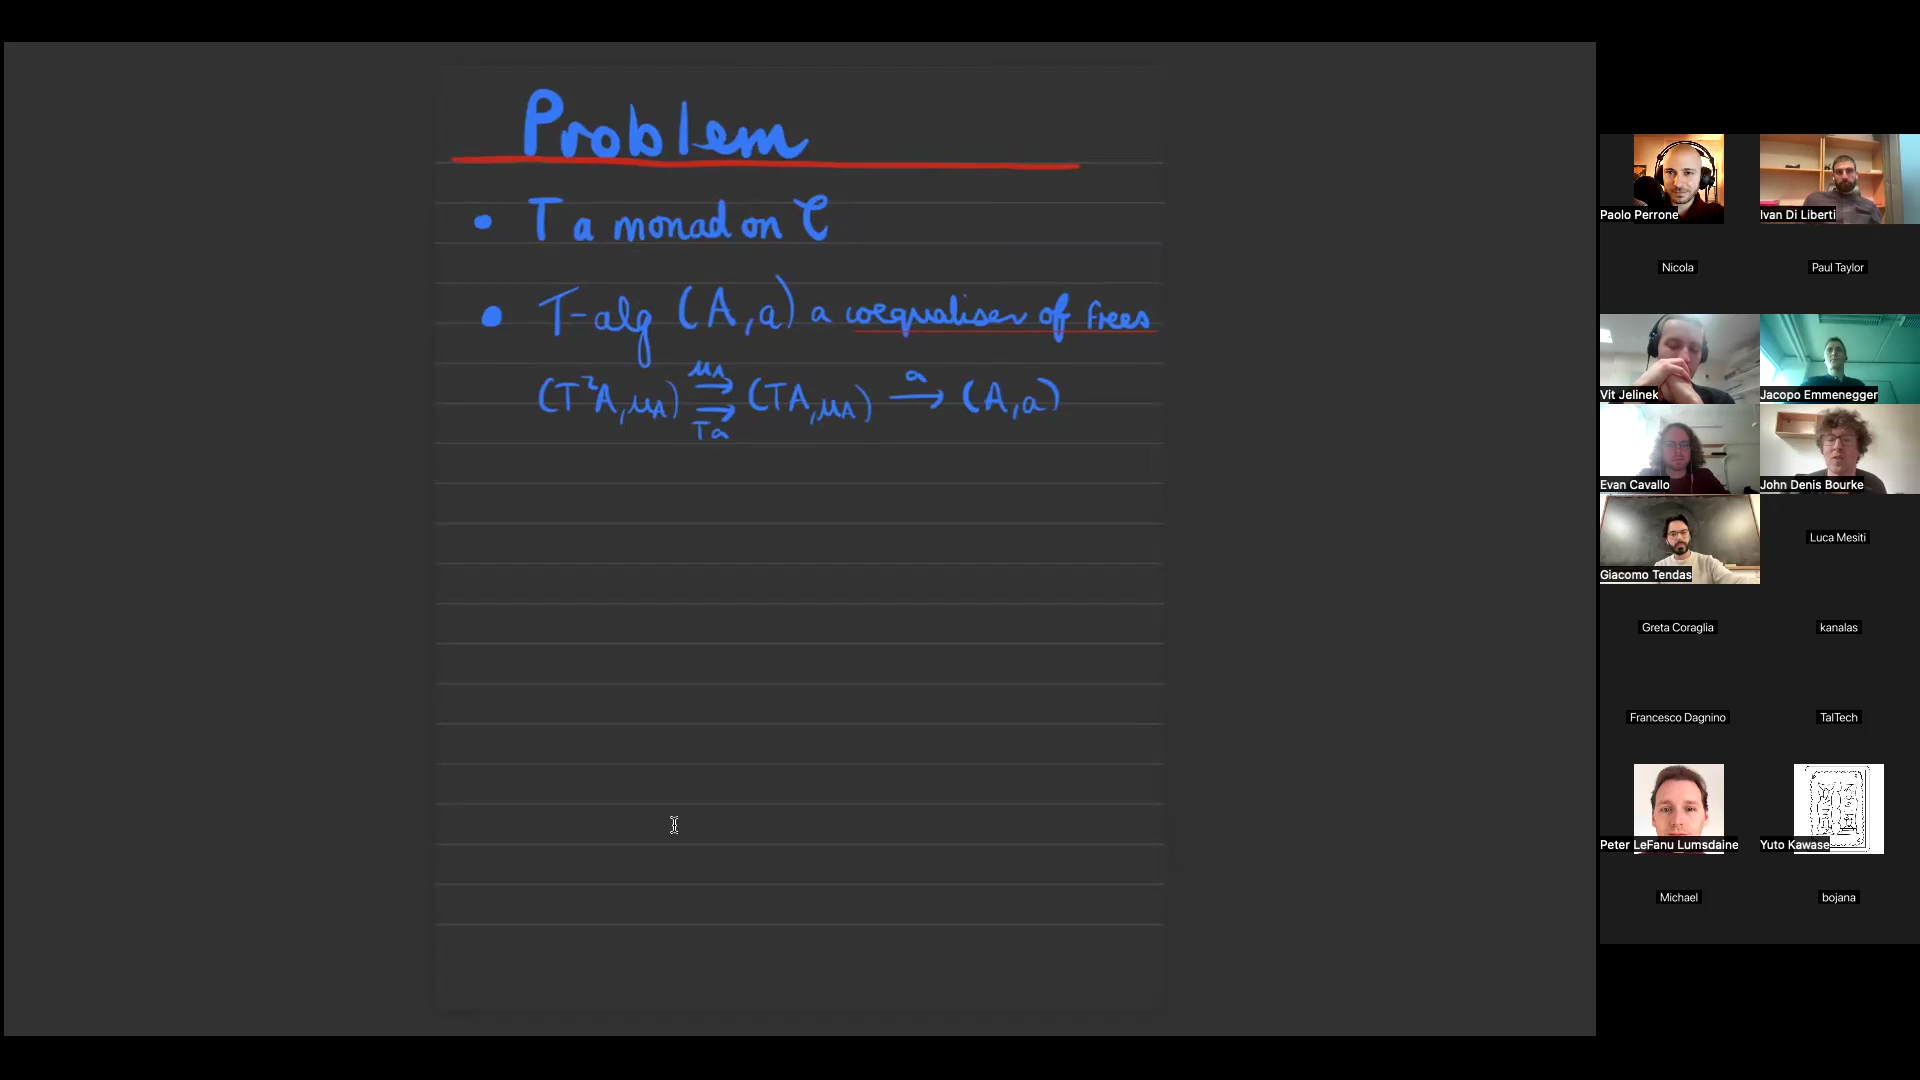 Problem
• T a monad on C
• T-alg (A,a) a coequaliser of frees
μA
(T²A,μA) ⇉ (TA,μA) → (A,a)
a
Ta
Paolo Perrone
Ivan Di Liberti
Nicola
Paul Taylor
Vit Jelinek
Jacopo Emmenegger
Evan Cavallo
John Denis Bourke
Giacomo Tendas
Luca Mesiti
Greta Coraglia
kanalas
Francesco Dagnino
TalTech
Peter LeFanu Lumsdaine
Yuto Kawase
Michael
bojana